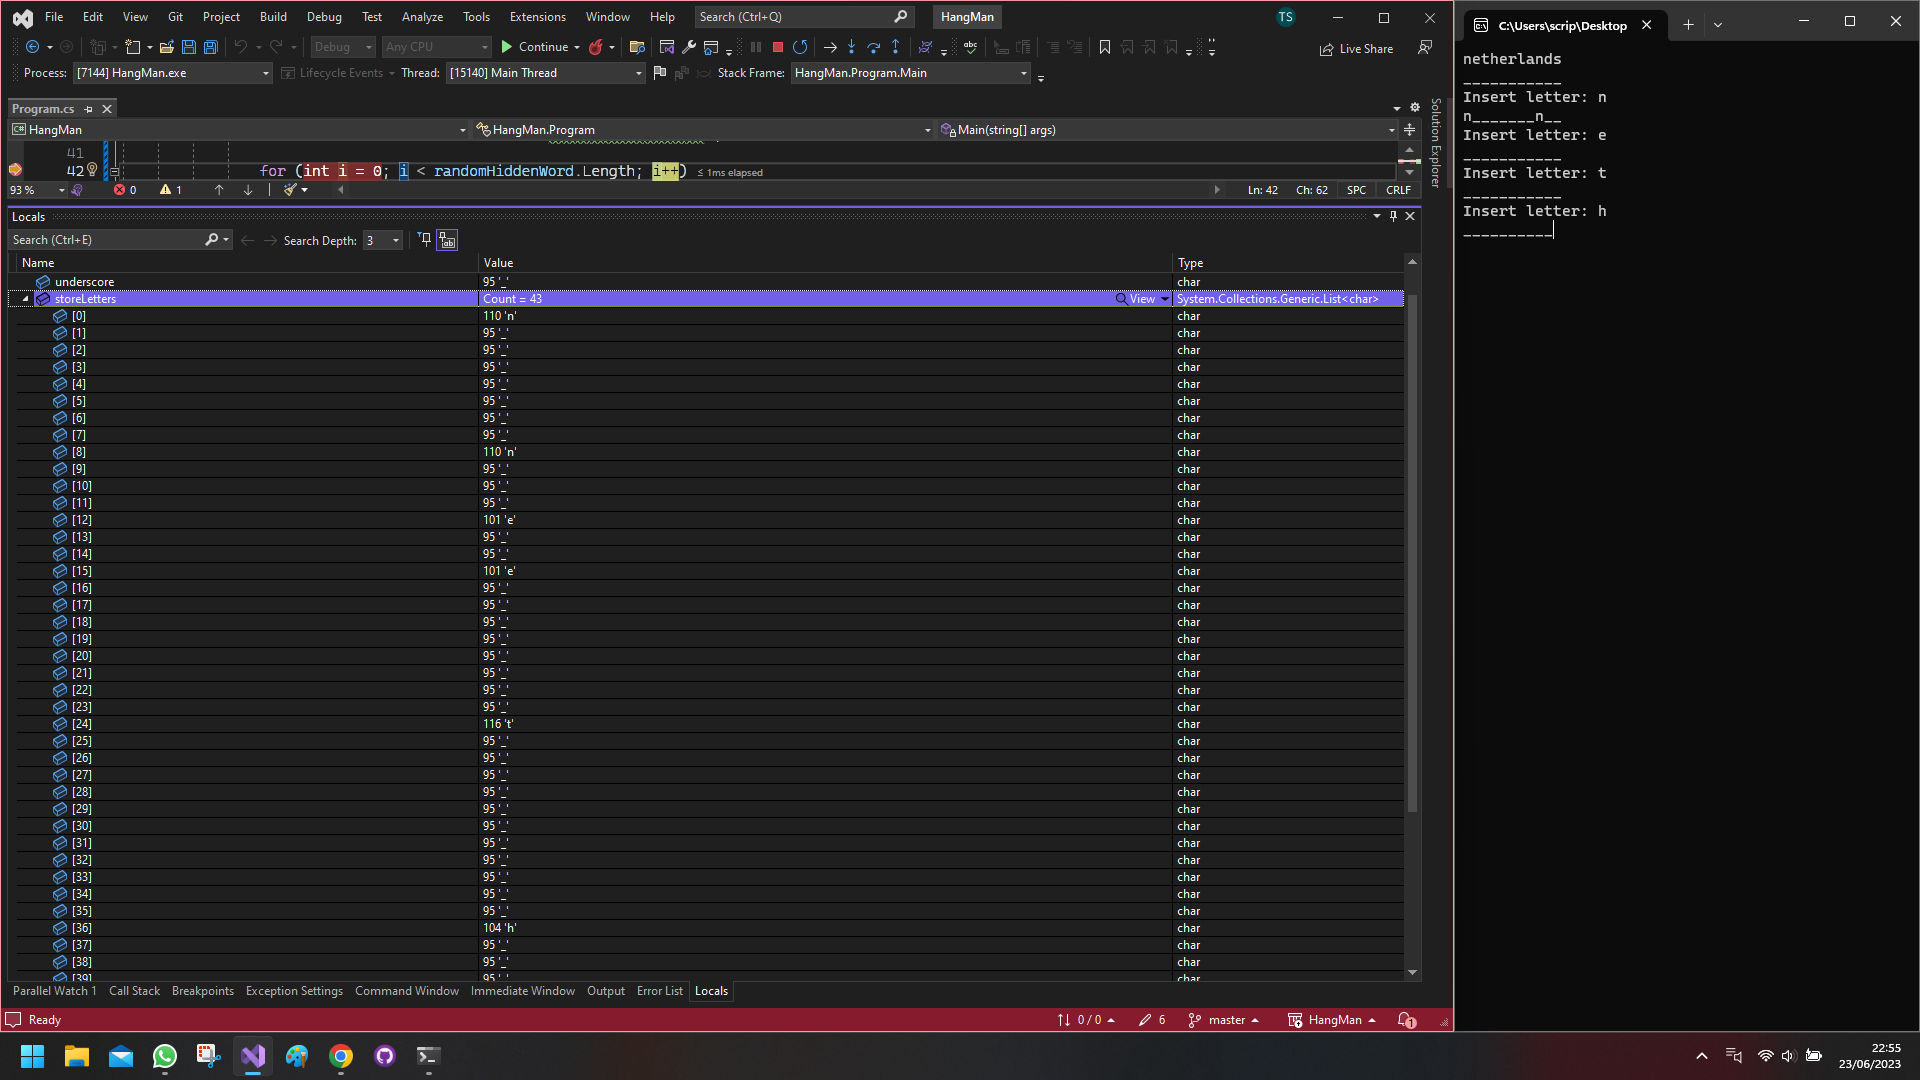 File Edit View Git Project Build Debug Test Analyze Tools Extensions Window Help Search (Ctrl+Q) HangMan TS
Debug Any CPU Continue Live Share
Process: [7144] HangMan.exe Lifecycle Events Thread: [15140] Main Thread Stack Frame: HangMan.Program.Main
Program.cs
HangMan HangMan.Program Main(string[] args)
Solution Explorer
41
42 for (int i = 0; i < randomHiddenWord.Length; i++) ≤ 1ms elapsed
93 % 0 1 Ln: 42 Ch: 62 SPC CRLF
Locals
Search (Ctrl+E) Search Depth: 3
Name Value Type
underscore 95 '_' char
storeLetters Count = 43 View System.Collections.Generic.List<char>
[0] 110 'n' char
[1] 95 '_' char
[2] 95 '_' char
[3] 95 '_' char
[4] 95 '_' char
[5] 95 '_' char
[6] 95 '_' char
[7] 95 '_' char
[8] 110 'n' char
[9] 95 '_' char
[10] 95 '_' char
[11] 95 '_' char
[12] 101 'e' char
[13] 95 '_' char
[14] 95 '_' char
[15] 101 'e' char
[16] 95 '_' char
[17] 95 '_' char
[18] 95 '_' char
[19] 95 '_' char
[20] 95 '_' char
[21] 95 '_' char
[22] 95 '_' char
[23] 95 '_' char
[24] 116 't' char
[25] 95 '_' char
[26] 95 '_' char
[27] 95 '_' char
[28] 95 '_' char
[29] 95 '_' char
[30] 95 '_' char
[31] 95 '_' char
[32] 95 '_' char
[33] 95 '_' char
[34] 95 '_' char
[35] 95 '_' char
[36] 104 'h' char
[37] 95 '_' char
[38] 95 '_' char
[39] 95 '_' char
Parallel Watch 1 Call Stack Breakpoints Exception Settings Command Window Immediate Window Output Error List Locals
Ready 0 / 0 6 master HangMan 1
C:\Users\scrip\Desktop
netherlands
___________
Insert letter: n
n_______n__
Insert letter: e
___________
Insert letter: t
___________
Insert letter: h
__________
22:55
23/06/2023